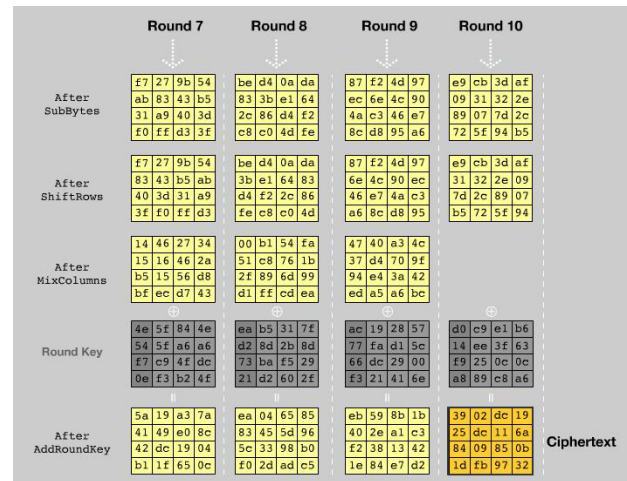 Round 7 Round 8 Round 9 Round 10
After
SubBytes
f7 27 9b 54 be d4 0a da 87 f2 4d 97 e9 cb 3d af
ab 83 43 b5 83 3b e1 64 ec 6e 4c 90 09 31 32 2e
31 a9 40 3d 2c 86 d4 f2 4a c3 46 e7 89 07 7d 2c
f0 ff d3 3f c8 c0 4d fe 8c d8 95 a6 72 5f 94 b5
After
ShiftRows
f7 27 9b 54 be d4 0a da 87 f2 4d 97 e9 cb 3d af
83 43 b5 ab 3b e1 64 83 6e 4c 90 ec 31 32 2e 09
40 3d 31 a9 d4 f2 2c 86 46 e7 4a c3 7d 2c 89 07
3f f0 ff d3 fe c8 c0 4d a6 8c d8 95 b5 72 5f 94
After
MixColumns
14 46 27 34 00 b1 54 fa 47 40 a3 4c
15 16 46 2a 51 c8 76 1b 37 d4 70 9f
b5 15 56 d8 2f 89 6d 99 94 e4 3a 42
bf ec d7 43 d1 ff cd ea ed a5 a6 bc
⊕ ⊕ ⊕ ⊕
Round Key
4e 5f 84 4e ea b5 31 7f ac 19 28 57 d0 c9 e1 b6
54 5f a6 a6 d2 8d 2b 8d 77 fa d1 5c 14 ee 3f 63
f7 c9 4f dc 73 ba f5 29 66 dc 29 00 f9 25 0c 0c
0e f3 b2 4f 21 d2 60 2f f3 21 41 6e a8 89 c8 a6
= = = =
After
AddRoundKey
5a 19 a3 7a ea 04 65 85 eb 59 8b 1b 39 02 dc 19
41 49 e0 8c 83 45 5d 96 40 2e a1 c3 25 dc 11 6a
42 dc 19 04 5c 33 98 b0 f2 38 13 42 84 09 85 0b
b1 1f 65 0c f0 2d ad c5 1e 84 e7 d2 1d fb 97 32
Ciphertext